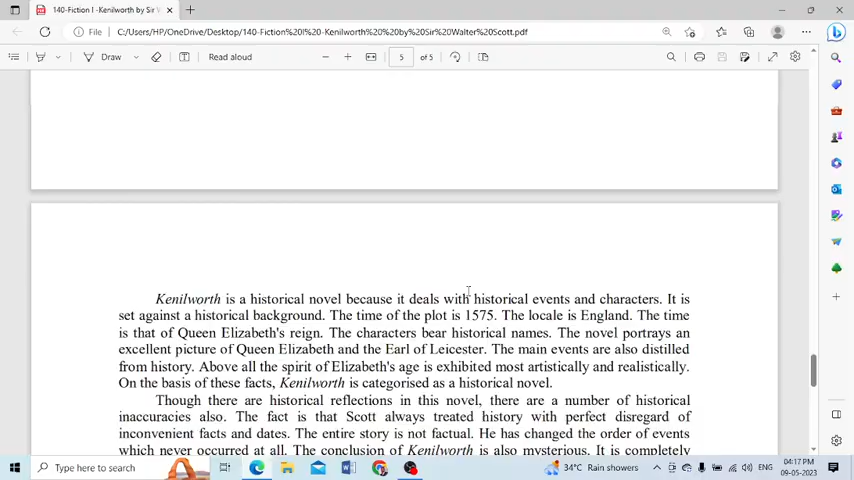 140-Fiction I -Kenilworth by Sir W
File
C:/Users/HP/OneDrive/Desktop/140-Fiction%20I%20-Kenilworth%20%20by%20Sir%20Walter%20Scott.pdf
Draw
Read aloud
5
of 5
Kenilworth is a historical novel because it deals with historical events and characters. It is
set against a historical background. The time of the plot is 1575. The locale is England. The time
is that of Queen Elizabeth's reign. The characters bear historical names. The novel portrays an
excellent picture of Queen Elizabeth and the Earl of Leicester. The main events are also distilled
from history. Above all the spirit of Elizabeth's age is exhibited most artistically and realistically.
On the basis of these facts, Kenilworth is categorised as a historical novel.
Though there are historical reflections in this novel, there are a number of historical
inaccuracies also. The fact is that Scott always treated history with perfect disregard of
inconvenient facts and dates. The entire story is not factual. He has changed the order of events
which never occurred at all. The conclusion of Kenilworth is also mysterious. It is completely
Type here to search
34°C Rain showers
ENG
04:17 PM
09-05-2023